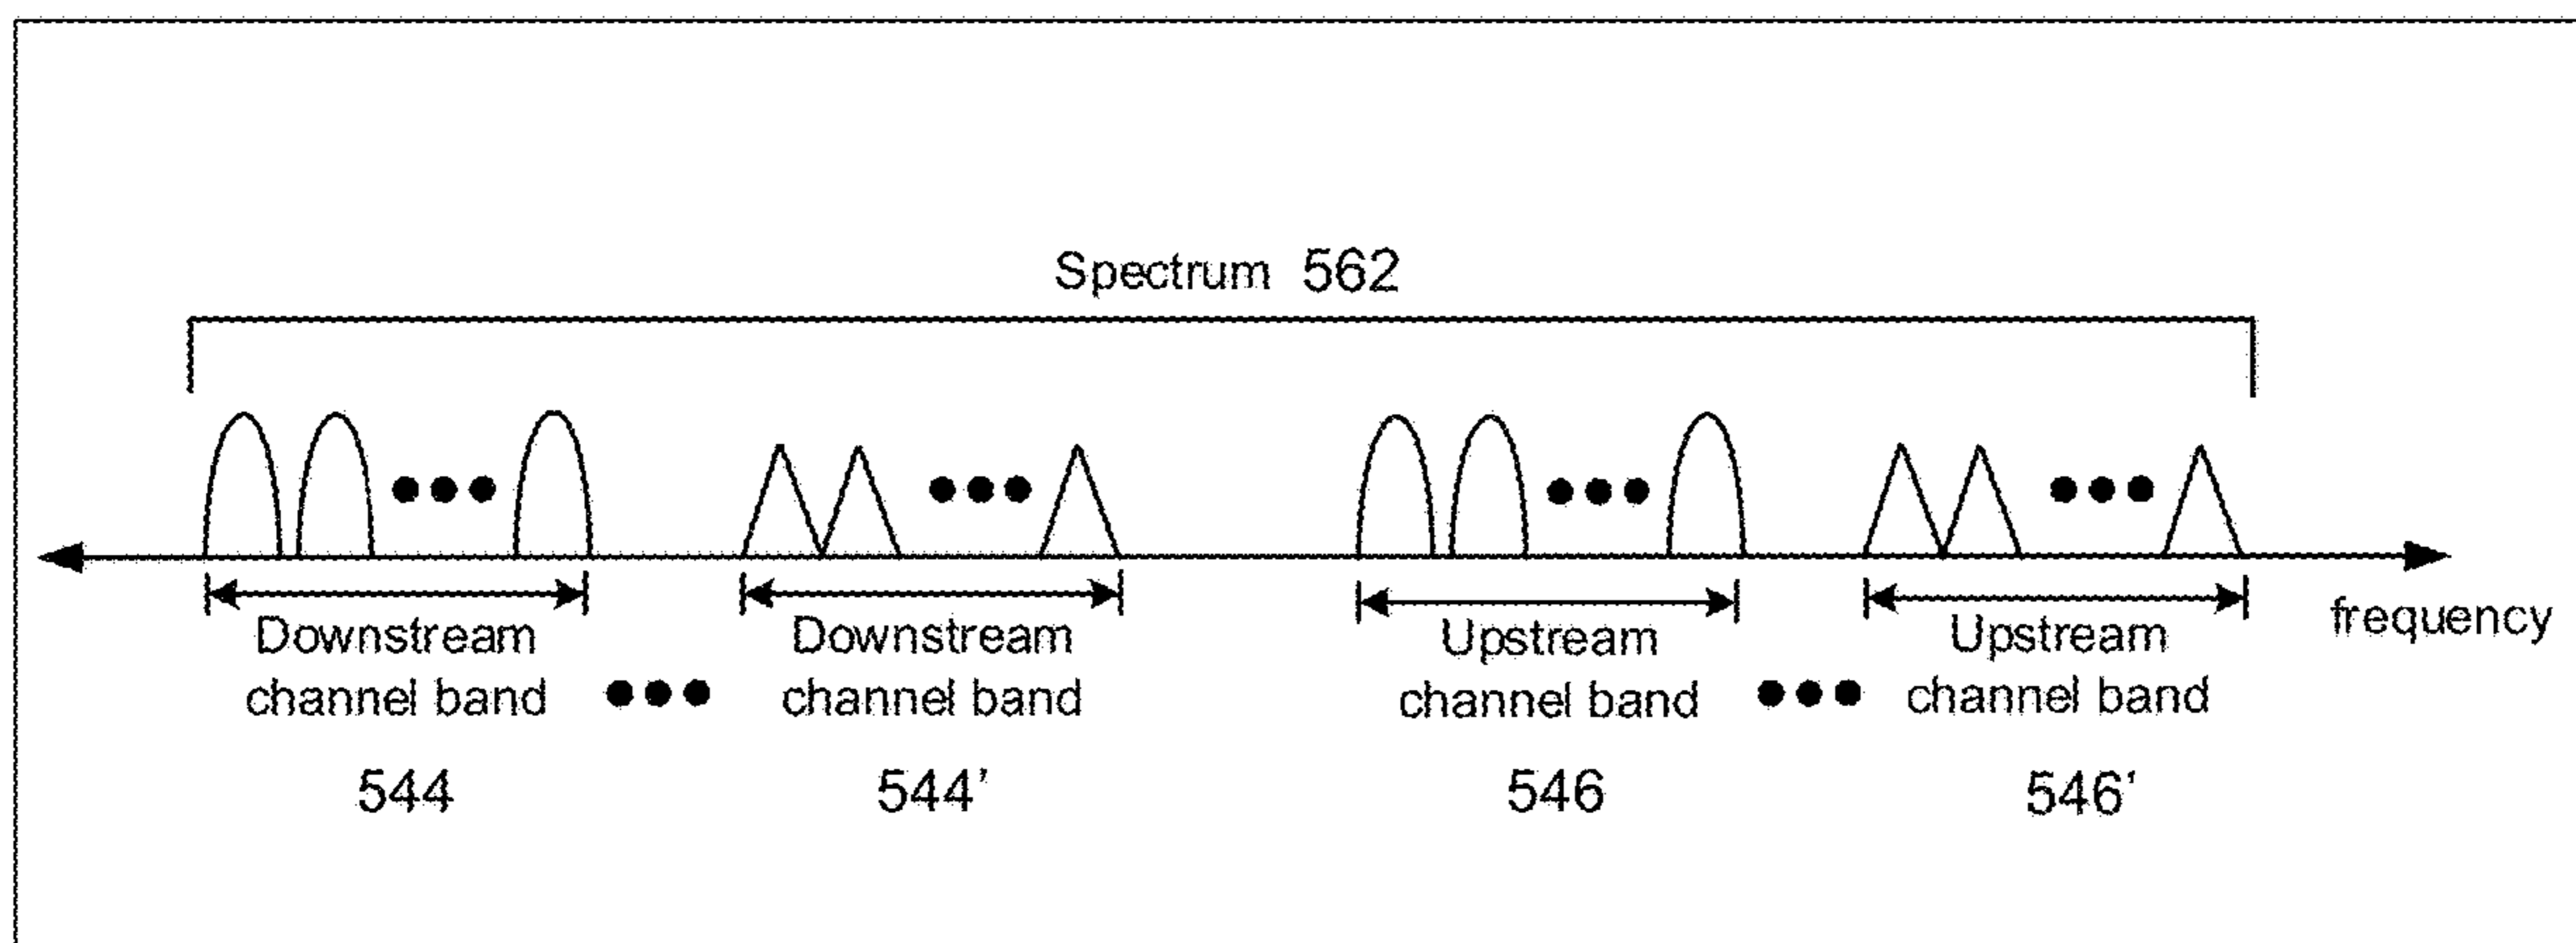 Spectrum 562
frequency
Downstream
channel band
544
Downstream
channel band
544'
Upstream
channel band
546
Upstream
channel band
546'